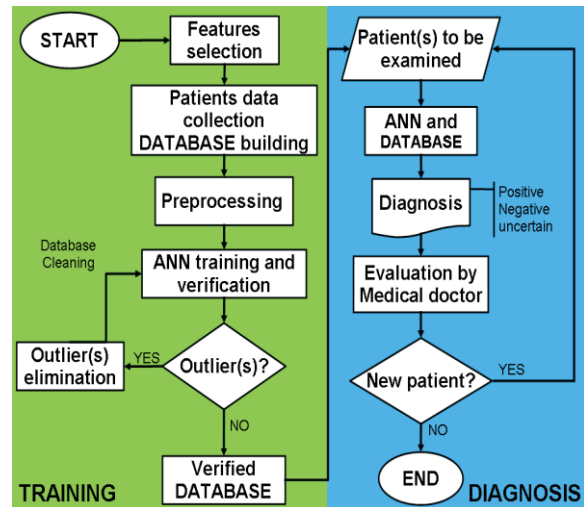 START
Features
selection
Patients data
collection
DATABASE building
Preprocessing
Database
Cleaning
ANN training and
verification
Outlier(s)
elimination
YES
Outlier(s)?
NO
Verified
DATABASE
TRAINING
Patient(s) to be
examined
ANN and
DATABASE
Diagnosis
Positive
Negative
uncertain
Evaluation by
Medical doctor
New patient?
YES
NO
END
DIAGNOSIS